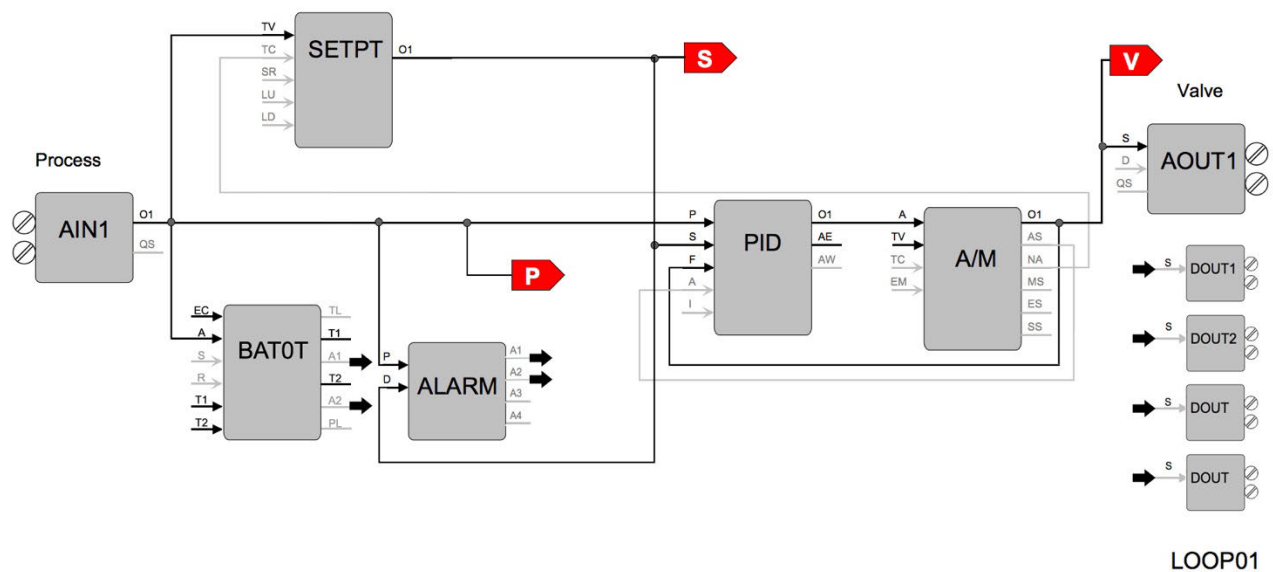 TV
TC
SR
LU
LD
SETPT
O1
S
V
Valve
S
D
QS
AOUT1
Process
AIN1
O1
QS
P
P
S
F
A
I
PID
O1
AE
AW
A
TV
TC
EM
A/M
O1
AS
NA
MS
ES
SS
EC
A
S
R
T1
T2
BAT0T
TL
T1
A1
T2
A2
PL
P
D
ALARM
A1
A2
A3
A4
S
DOUT1
S
DOUT2
S
DOUT
S
DOUT
LOOP01